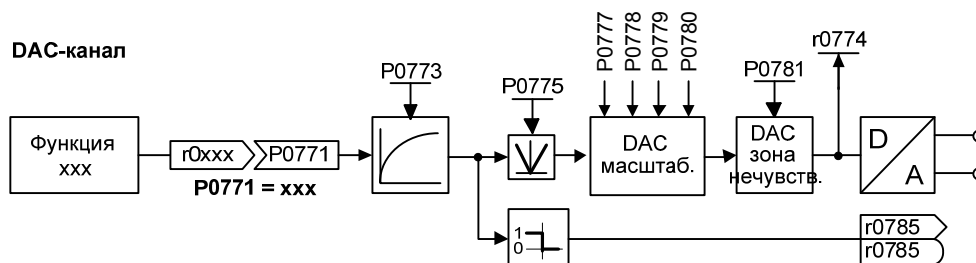 DAC-канал
P0777
P0778
P0779
P0780
r0774
P0773
P0775
P0781
Функция
xxx
r0xxx
P0771
P0771 = xxx
DAC
масштаб.
DAC
зона
нечувств.
D
A
1
0
r0785
r0785